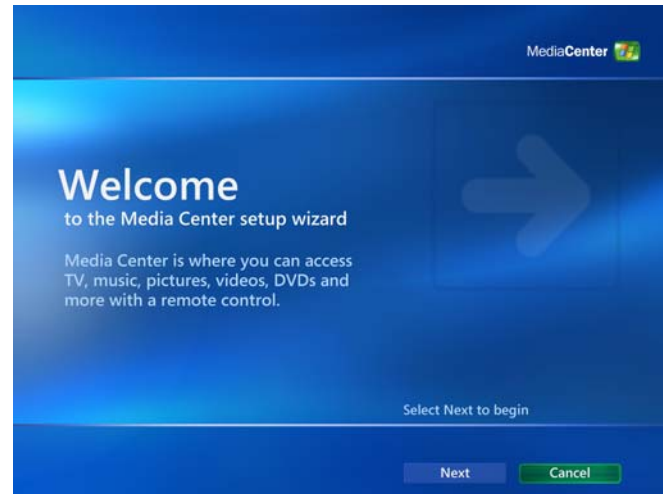 MediaCenter
Welcome
to the Media Center setup wizard
Media Center is where you can access
TV, music, pictures, videos, DVDs and
more with a remote control.
Select Next to begin
Next Cancel